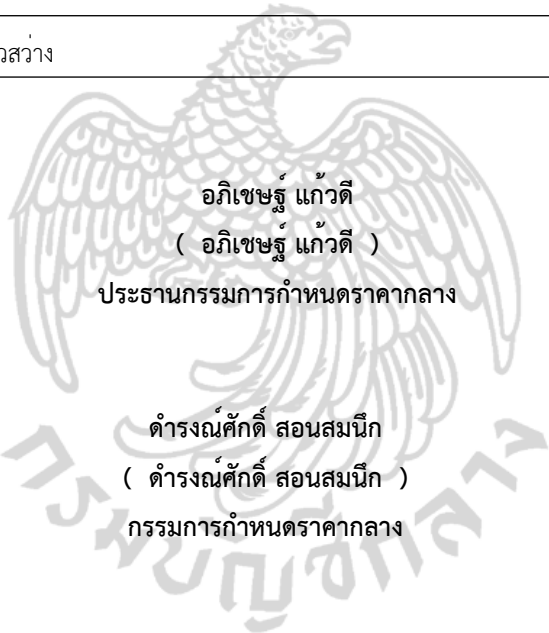 วสว่าง
อภิเชษฐ์ แก้วดี
( อภิเชษฐ์ แก้วดี )
ประธานกรรมการกำหนดราคากลาง
ดำรงณ์ศักดิ์ สอนสมนึก
( ดำรงณ์ศักดิ์ สอนสมนึก )
กรรมการกำหนดราคากลาง
กรมบัญชีกลาง